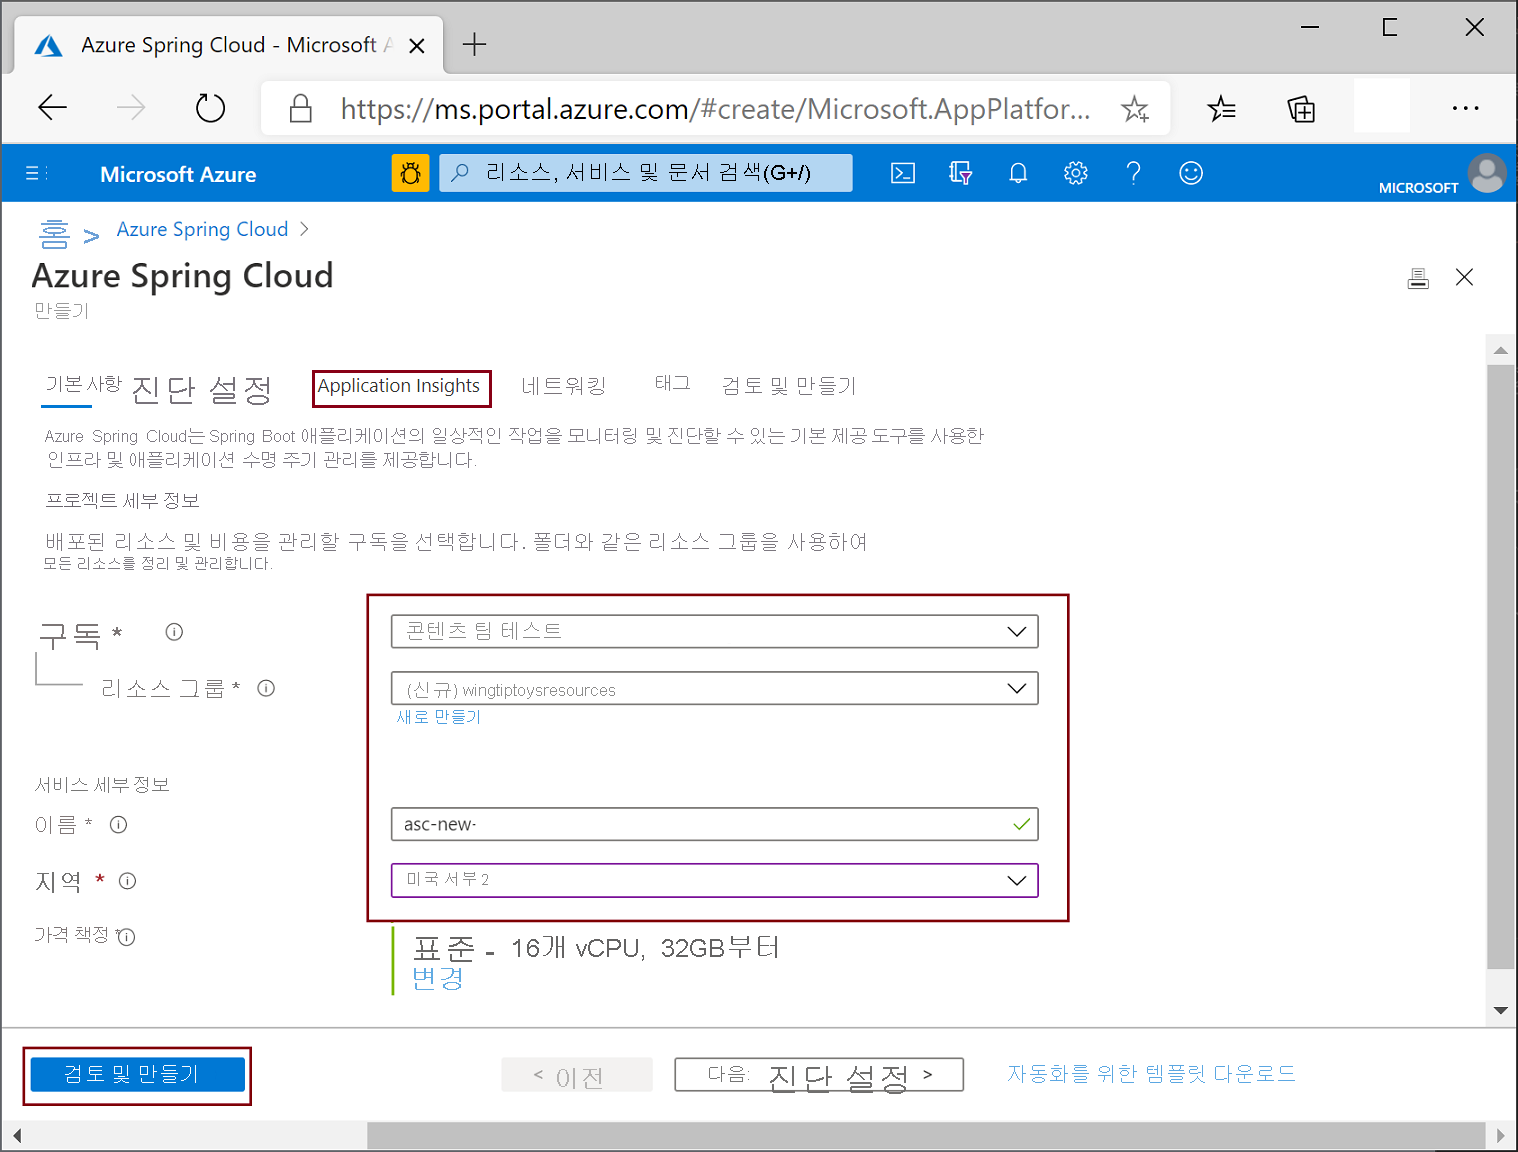 Azure Spring Cloud - Microsoft A
https://ms.portal.azure.com/#create/Microsoft.AppPlatfor...
Microsoft Azure
리소스, 서비스 및 문서 검색(G+/)
MICROSOFT
홈 > Azure Spring Cloud >
Azure Spring Cloud
만들기
기본 사항 진단 설정 Application Insights 네트워킹 태그 검토 및 만들기
Azure Spring Cloud는 Spring Boot 애플리케이션의 일상적인 작업을 모니터링 및 진단할 수 있는 기본 제공 도구를 사용한
인프라 및 애플리케이션 수명 주기 관리를 제공합니다.
프로젝트 세부 정보
배포된 리소스 및 비용을 관리할 구독을 선택합니다. 폴더와 같은 리소스 그룹을 사용하여
모든 리소스를 정리 및 관리합니다.
구독 * 콘텐츠 팀 테스트
리소스 그룹 * (신규) wingtiptoysresources
새로 만들기
서비스 세부 정보
이름 * asc-new-
지역 * 미국 서부 2
가격 책정 * 표준 - 16개 vCPU, 32GB부터
변경
검토 및 만들기 < 이전 다음: 진단 설정 > 자동화를 위한 템플릿 다운로드